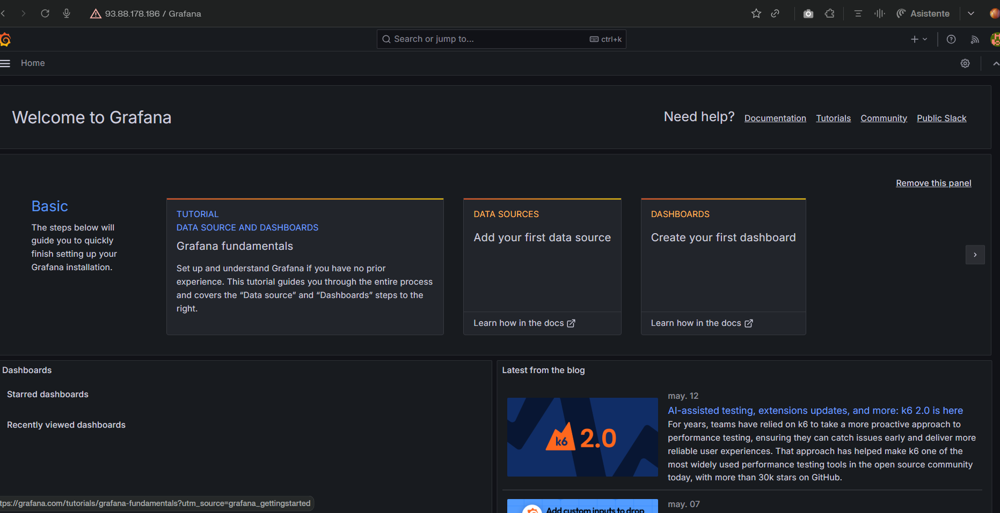 93.88.178.186 / Grafana
Asistente
Search or jump to...
ctrl+k
Home
Welcome to Grafana
Need help?
Documentation
Tutorials
Community
Public Slack
Remove this panel
Basic
The steps below will
guide you to quickly
finish setting up your
Grafana installation.
TUTORIAL
DATA SOURCE AND DASHBOARDS
Grafana fundamentals
Set up and understand Grafana if you have no prior
experience. This tutorial guides you through the entire process
and covers the “Data source” and “Dashboards” steps to the
right.
DATA SOURCES
Add your first data source
Learn how in the docs
DASHBOARDS
Create your first dashboard
Learn how in the docs
Dashboards
Starred dashboards
Recently viewed dashboards
Latest from the blog
k6 2.0
may. 12
AI-assisted testing, extensions updates, and more: k6 2.0 is here
For years, teams have relied on k6 to take a more proactive approach to
performance testing, ensuring they can catch issues early and deliver more
reliable user experiences. That approach has helped make k6 one of the
most widely used performance testing tools in the open source community
today, with more than 30k stars on GitHub.
Add custom inputs to drop
may. 07
tps://grafana.com/tutorials/grafana-fundamentals?utm_source=grafana_gettingstarted